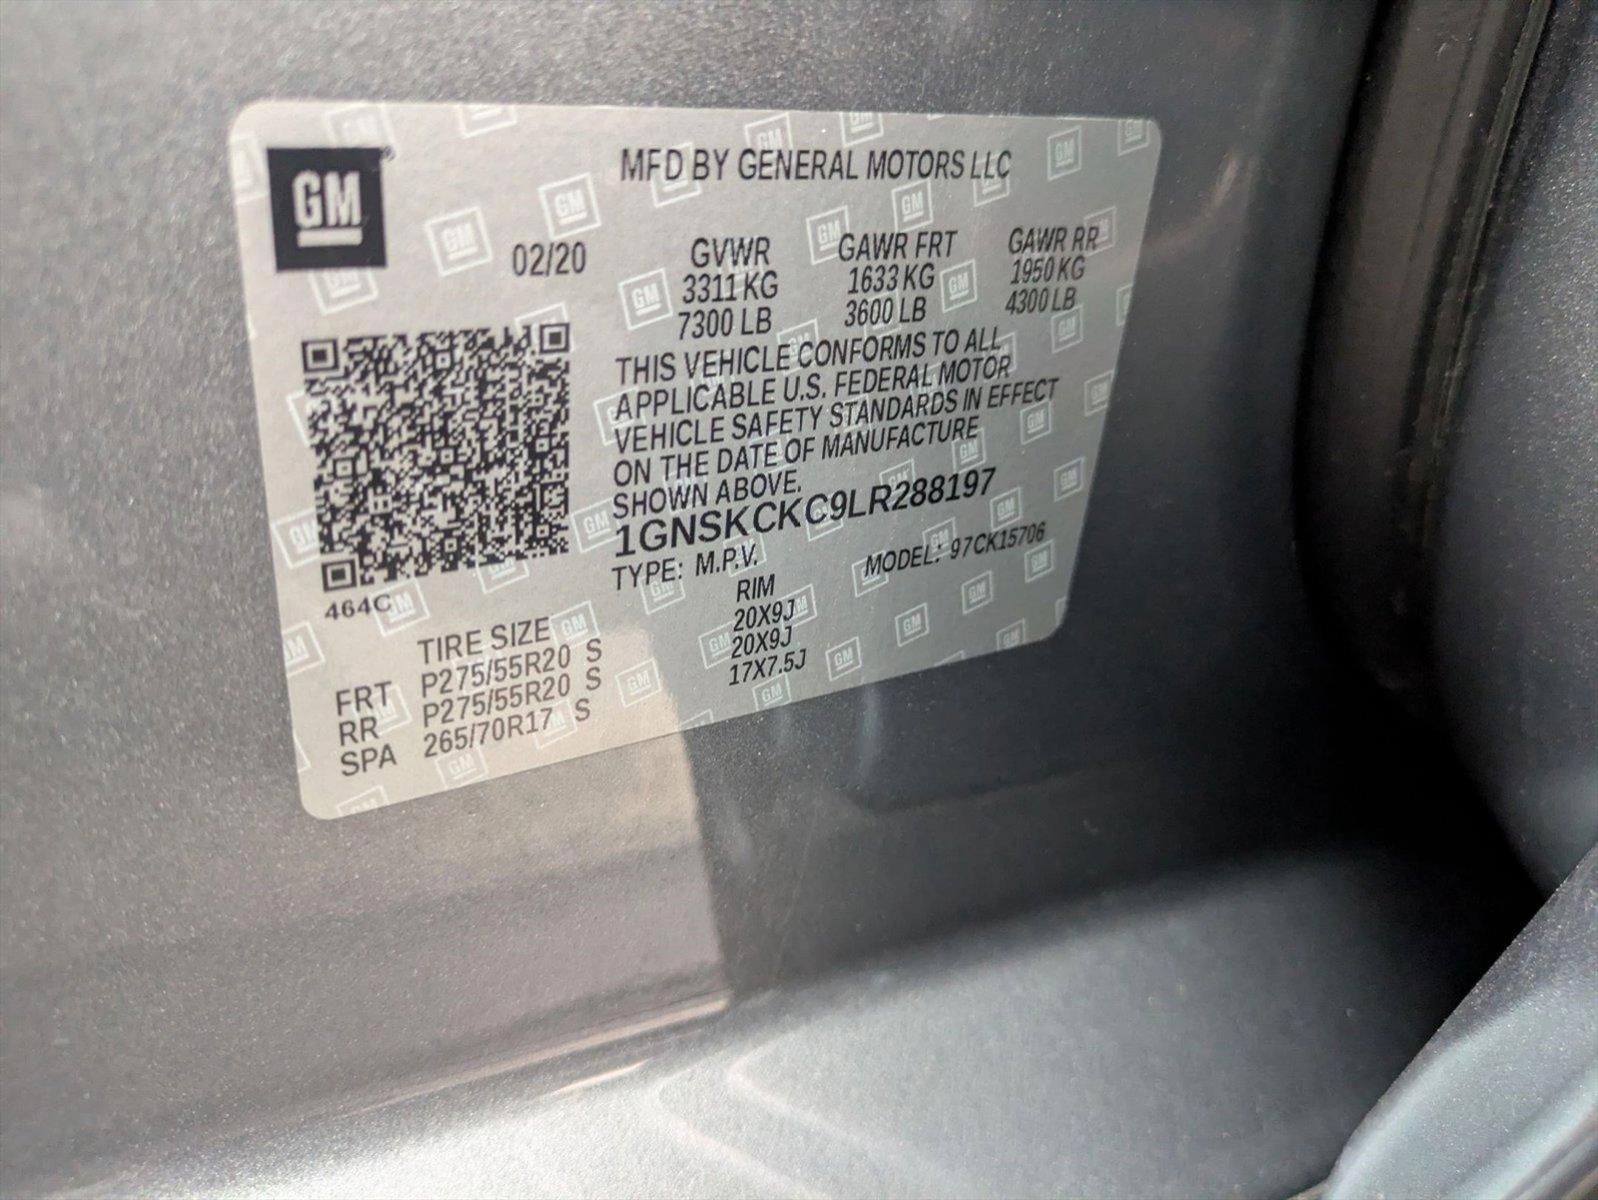 GM
MFD BY GENERAL MOTORS LLC
02/20
GVWR GAWR FRT GAWR RR
3311 KG 1633 KG 1950 KG
7300 LB 3600 LB 4300 LB
THIS VEHICLE CONFORMS TO ALL
APPLICABLE U.S. FEDERAL MOTOR
VEHICLE SAFETY STANDARDS IN EFFECT
ON THE DATE OF MANUFACTURE
SHOWN ABOVE.
1GNSKCKC9LR288197
TYPE: M.P.V. MODEL: 97CK15706
464C
TIRE SIZE RIM
FRT P275/55R20 S 20X9J
RR P275/55R20 S 20X9J
SPA 265/70R17 S 17X7.5J